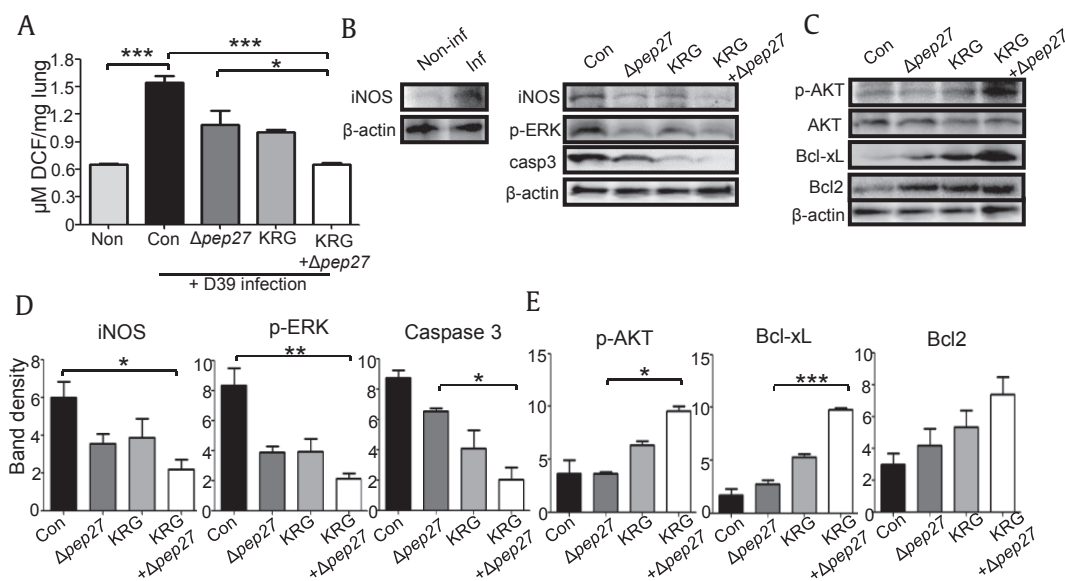 A
***
***
*
1.8
1.5
1.2
0.9
0.6
0.3
0
µM DCF/mg lung
Non
Con
Δpep27
KRG
KRG
+Δpep27
+ D39 infection
B
Non-inf
Inf
iNOS
β-actin
Con
Δpep27
KRG
KRG
+Δpep27
iNOS
p-ERK
casp3
β-actin
C
Con
Δpep27
KRG
KRG
+Δpep27
p-AKT
AKT
Bcl-xL
Bcl2
β-actin
D
Band density
iNOS
*
8
6
4
2
0
Con
Δpep27
KRG
KRG
+Δpep27
p-ERK
**
10
8
6
4
2
0
Con
Δpep27
KRG
KRG
+Δpep27
Caspase 3
*
10
8
6
4
2
0
Con
Δpep27
KRG
KRG
+Δpep27
E
p-AKT
*
15
10
5
0
Con
Δpep27
KRG
KRG
+Δpep27
Bcl-xL
***
15
10
5
0
Con
Δpep27
KRG
KRG
+Δpep27
Bcl2
10
8
6
4
2
0
Con
Δpep27
KRG
KRG
+Δpep27